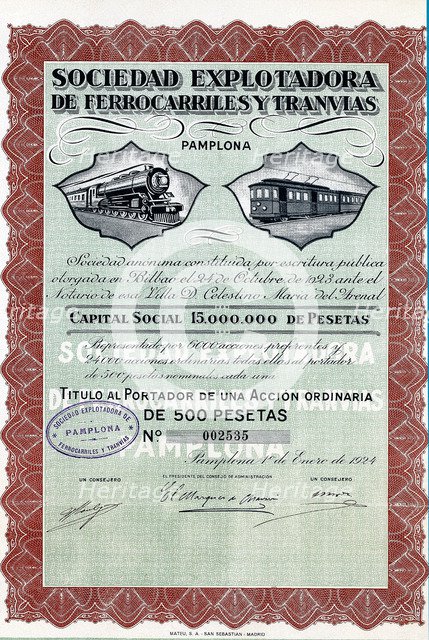 SOCIEDAD EXPLOTADORA
DE FERROCARRILES Y TRANVIAS
PAMPLONA
Sociedad anónima constituida por escritura pública
otorgada en Bilbao el 24 de Octubre de 1923 ante el
Notario de esa Villa Dn. Celestino Maria del Arenal
CAPITAL SOCIAL 15.000.000 DE PESETAS
Representado por 6000 acciones preferentes y
24000 acciones ordinarias todas ellas al portador
de 500 pesetas nominales cada una
TITULO AL PORTADOR DE UNA ACCIÓN ORDINARIA
DE 500 PESETAS
No 002535
SOCIEDAD EXPLOTADORA DE
PAMPLONA
FERROCARRILES Y TRANVIAS
Pamplona 1º de Enero de 1924
UN CONSEJERO EL PRESIDENTE DEL CONSEJO DE ADMINISTRACIÓN UN CONSEJERO
MATEU, S. A. - SAN SEBASTIAN - MADRID